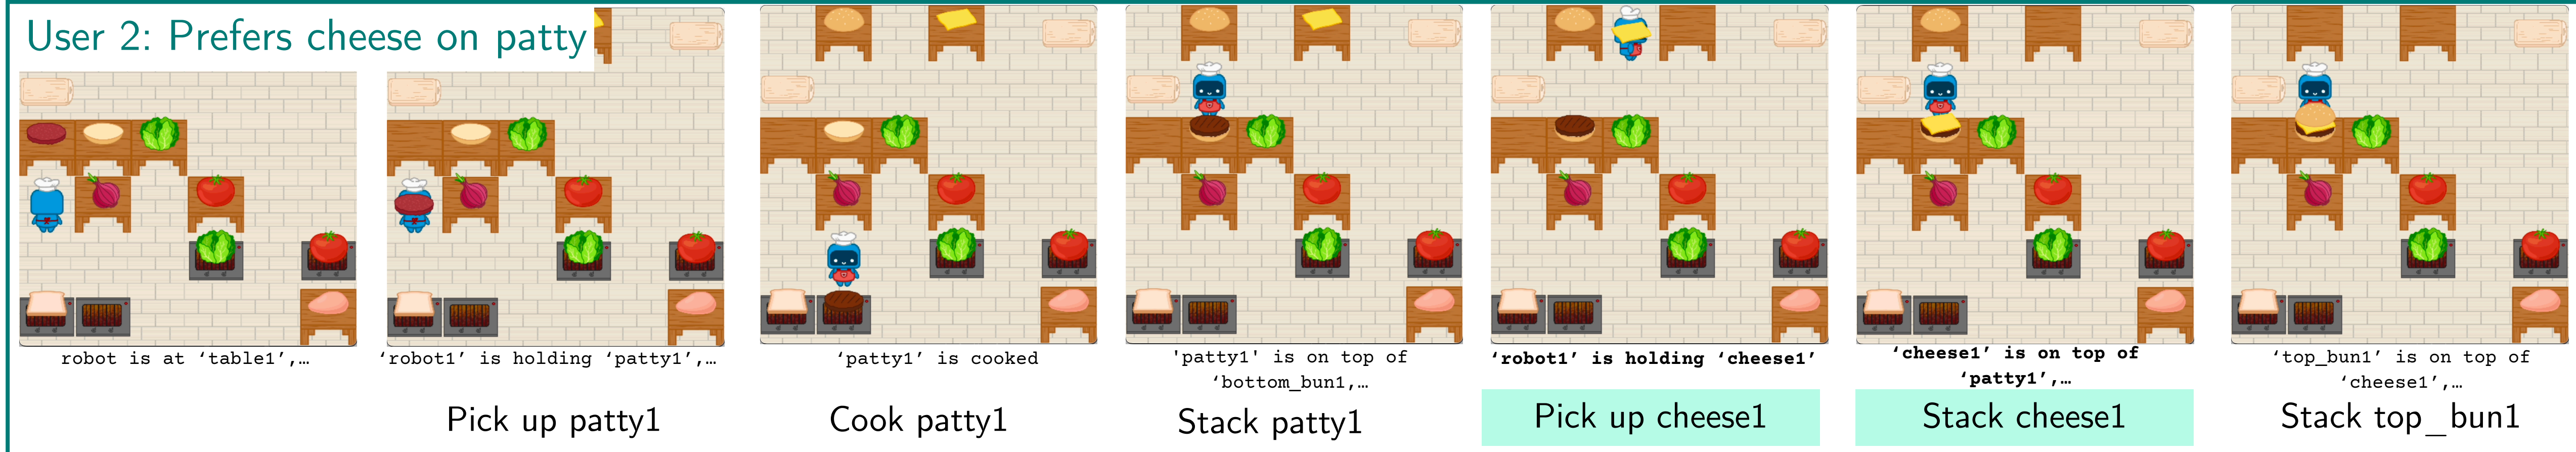 User 2: Prefers cheese on patty
robot is at ‘table1’,…
‘robot1’ is holding ‘patty1’,…
Pick up patty1
‘patty1’ is cooked
Cook patty1
'patty1' is on top of
‘bottom_bun1,…
Stack patty1
‘robot1’ is holding ‘cheese1’
Pick up cheese1
‘cheese1’ is on top of
‘patty1’,…
Stack cheese1
‘top_bun1’ is on top of
‘cheese1’,…
Stack top_bun1